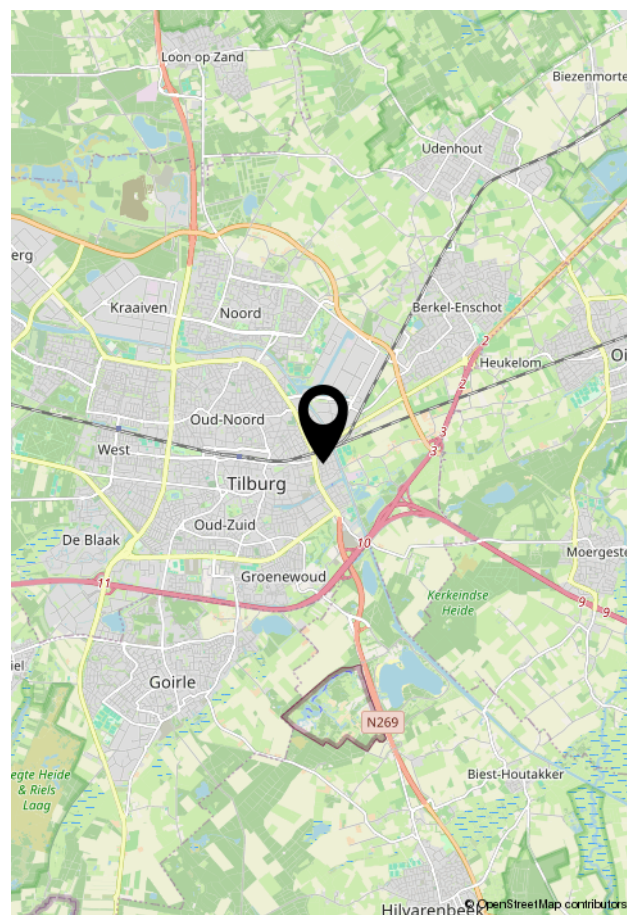 Loon op Zand
Biezenmorte
Udenhout
erg
Kraaiven
Noord
Berkel-Enschot
2
Heukelom
Oi
2
Oud-Noord
3
3
West
Tilburg
Oud-Zuid
De Blaak
10
Moergeste
Groenewoud
11
Kerkeindse
Heide
9
9
iel
Goirle
N269
egte Heide
& Riels
Laag
Biest-Houtakker
Hilvarenbeek
© OpenStreetMap contributors